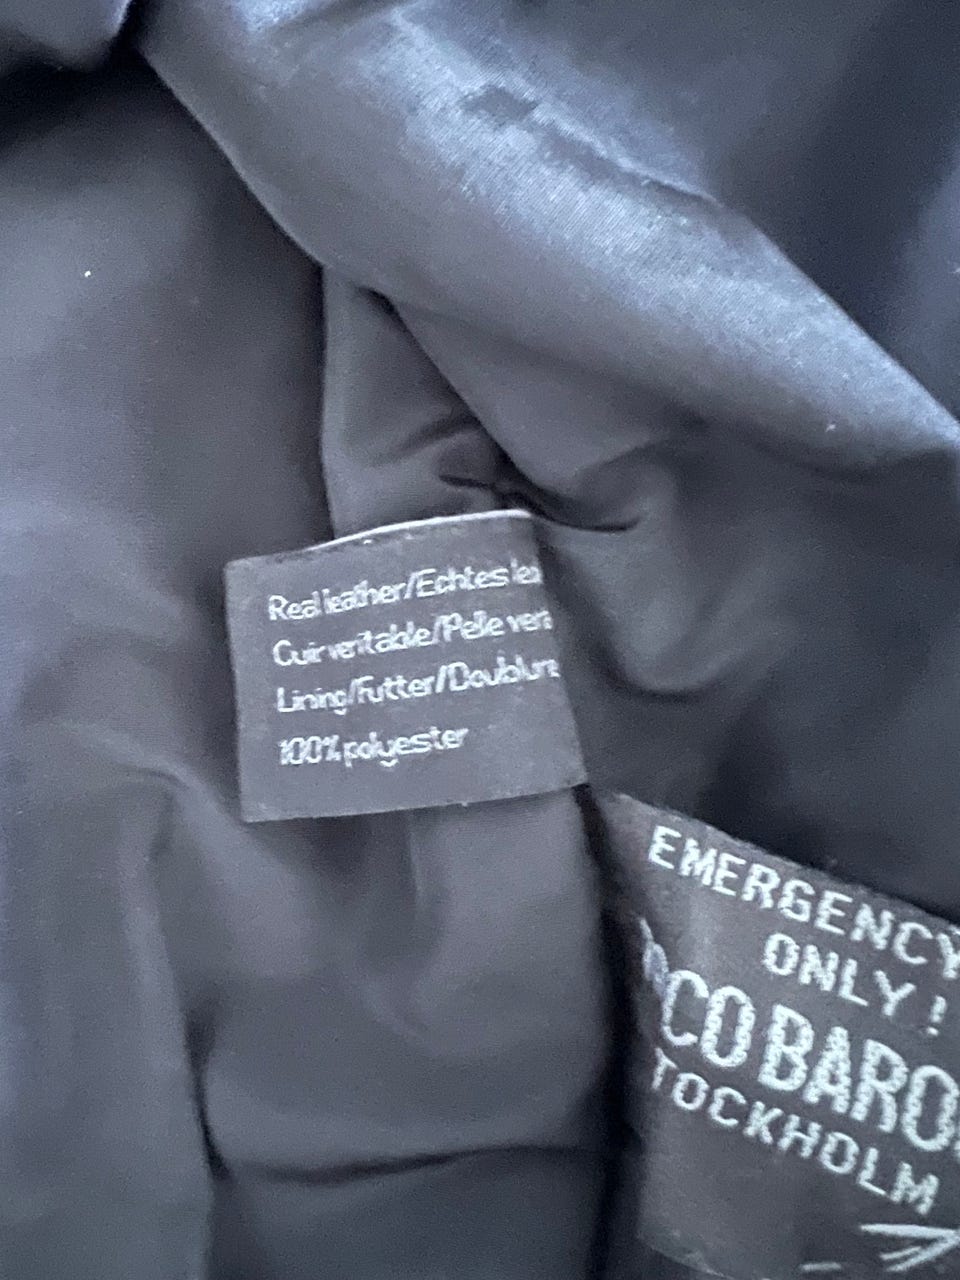 Real leather/Echtes le
Cuir veritable/Pelle vera
Lining/Futter/Doublure
100% polyester
EMERGENCY
ONLY!
CO BARO
TOCKHOLM